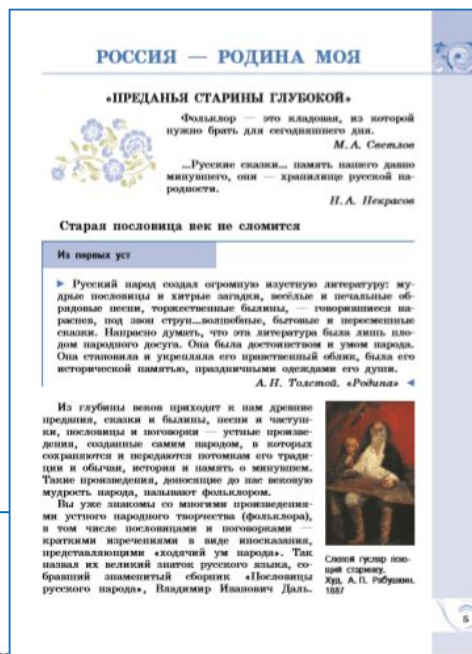 РОССИЯ — РОДИНА МОЯ
«ПРЕДАНЬЯ СТАРИНЫ ГЛУБОКОЙ»
Фольклор — это кладовая, из которой
нужно брать для сегодняшнего дня.
М. А. Светлов
...Русские сказки... память нашего давно
минувшего, они — хранилище русской на-
родности.
Н. А. Некрасов
Старая пословица век не сломится
Из первых уст
Русский народ создал огромную изустную литературу: му-
дрые пословицы и хитрые загадки, весёлые и печальные об-
рядовые песни, торжественные былины, — говорившиеся на-
распев, под звон струн...волшебные, бытовые и пересменные
сказки. Напрасно думать, что эта литература была лишь пло-
дом народного досуга. Она была достоинством и умом народа.
Она становила и укрепляла его нравственный облик, была его
исторической памятью, праздничными одеждами его души.
А. Н. Толстой. «Родина»
Из глубины веков приходят к нам древние
предания, сказки и былины, песни и частуш-
ки, пословицы и поговорки — устные произве-
дения, созданные самим народом, в которых
сохраняются и передаются потомкам его тради-
ции и обычаи, история и память о минувшем.
Такие произведения, доносящие до нас вековую
мудрость народа, называют фольклором.
Вы уже знакомы со многими произведения-
ми устного народного творчества (фольклора),
в том числе пословицами и поговорками —
краткими изречениями в виде иносказания,
представляющими «ходячий ум народа». Так
назвал их великий знаток русского языка, со-
бравший знаменитый сборник «Пословицы
русского народа», Владимир Иванович Даль.
Слепой гусляр пою-
щий старинку.
Худ. А. П. Рябушкин.
1887
5